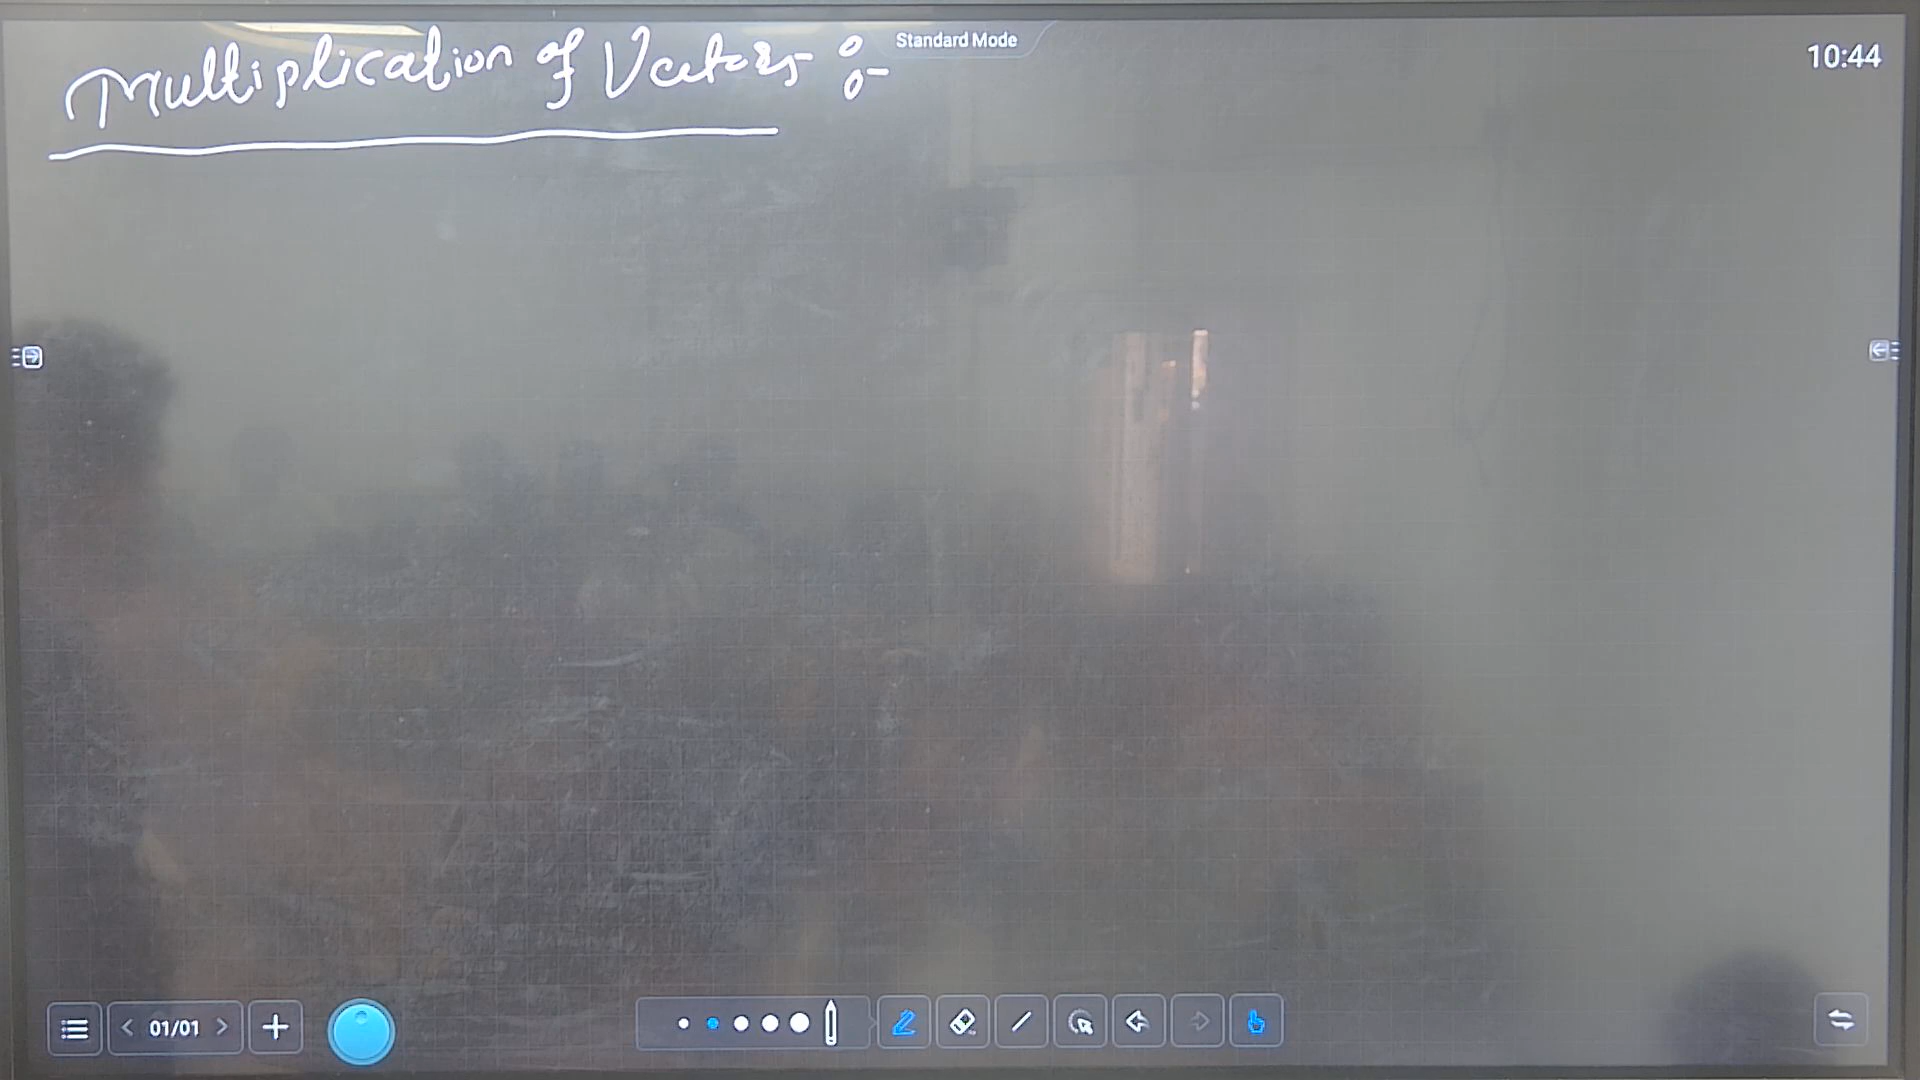 Multiplication of Vectors :-
Standard Mode
10:44
01/01